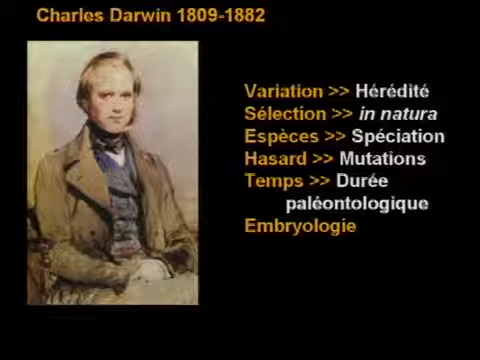 Charles Darwin 1809-1882
Variation >> Hérédité
Sélection >> in natura
Espèces >> Spéciation
Hasard >> Mutations
Temps >> Durée
paléontologique
Embryologie